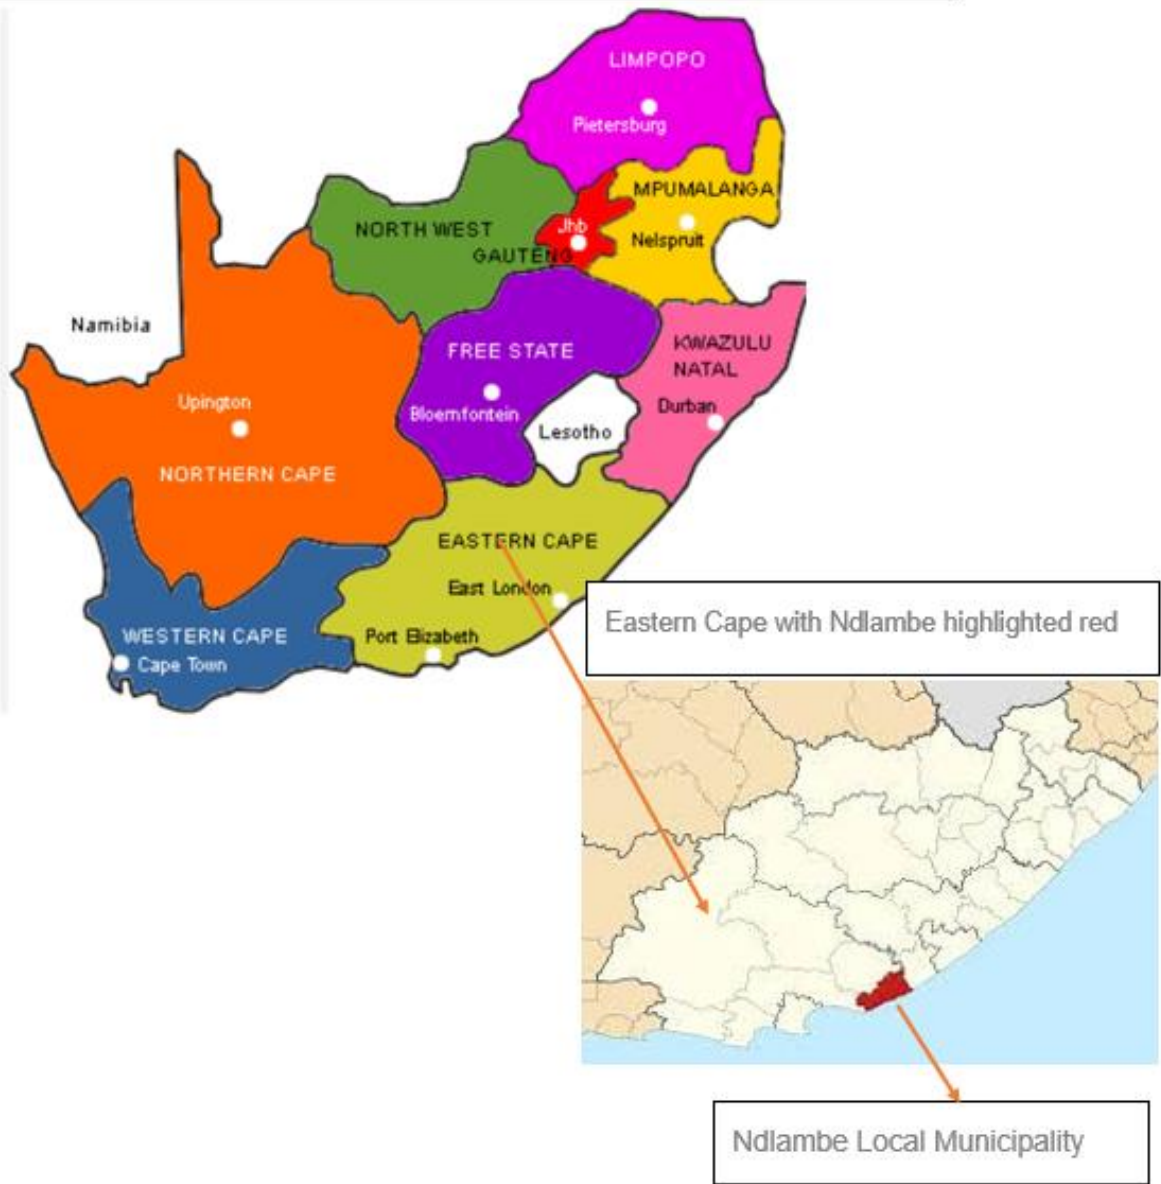 LIMPOPO
Pietersburg
MPUMALANGA
Nelspruit
Jhb
GAUTENG
NORTH WEST
Namibia
FREE STATE
Bloemfontein
KWAZULU
NATAL
Durban
Lesotho
Upington
NORTHERN CAPE
EASTERN CAPE
East London
Port Elizabeth
WESTERN CAPE
Cape Town
Eastern Cape with Ndlambe highlighted red
Ndlambe Local Municipality